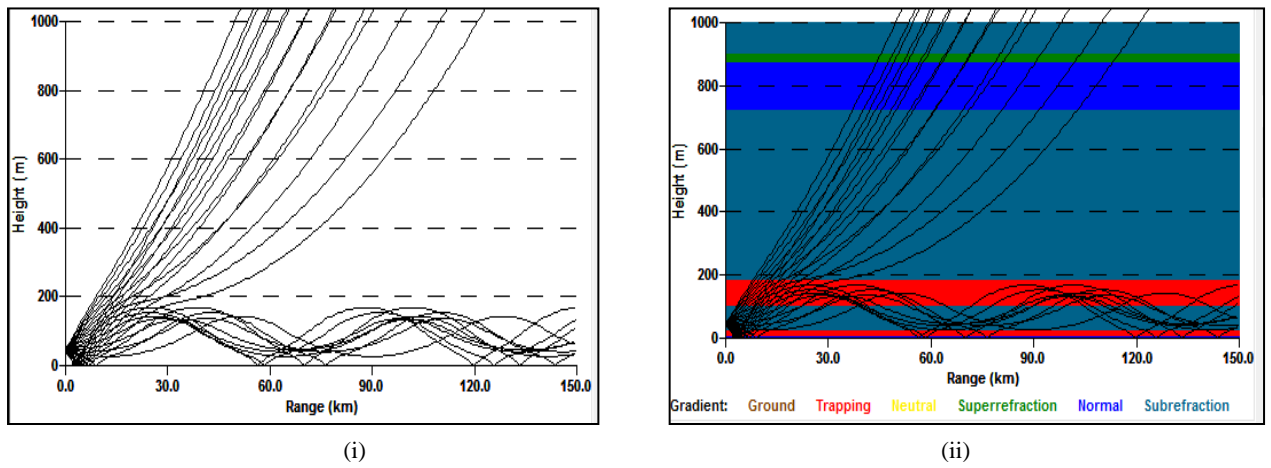 1000
800
600
400
200
0
Height ( m )
0.0 30.0 60.0 90.0 120.0 150.0
Range (km)
(i)
1000
800
600
400
200
0
Height ( m )
0.0 30.0 60.0 90.0 120.0 150.0
Range (km)
Gradient: Ground Trapping Neutral Superrefraction Normal Subrefraction
(ii)